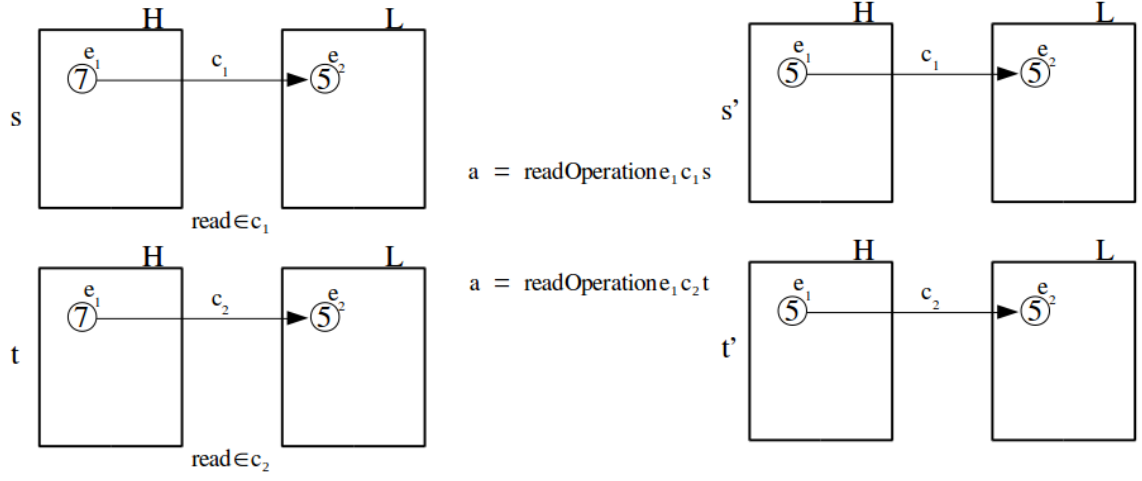 H L
e₁ c₁ e₂
7 5
s
read∈c₁
a = readOperation e₁ c₁ s
H L
e₁ c₁ e₂
5 5
s’
H L
e₁ c₂ e₂
7 5
t
read∈c₂
a = readOperation e₁ c₂ t
H L
e₁ c₂ e₂
5 5
t’